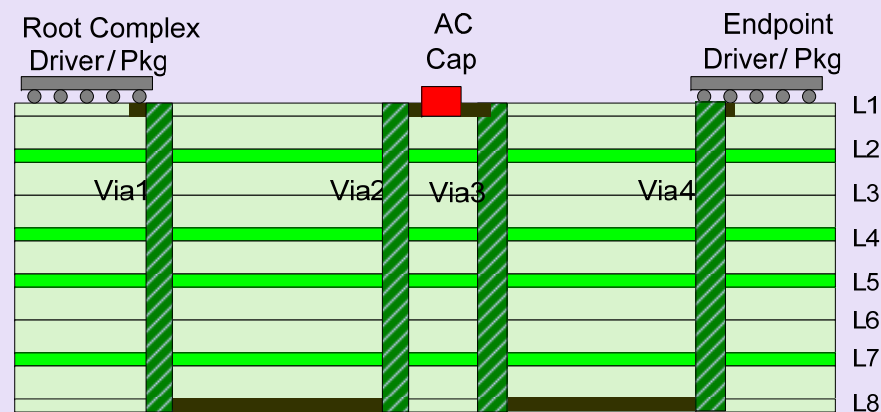 Root Complex
Driver/Pkg
AC
Cap
Endpoint
Driver/Pkg
L1
L2
Via1
Via2
Via3
Via4
L3
L4
L5
L6
L7
L8